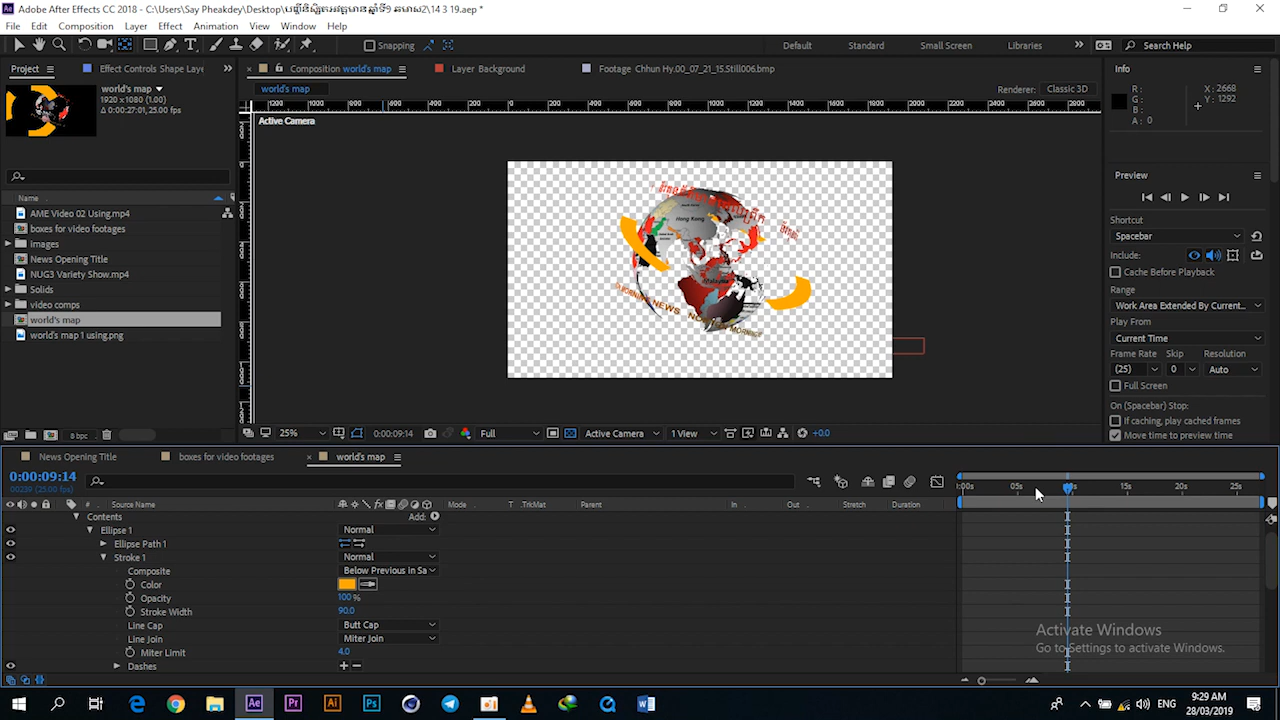 Adobe After Effects CC 2018 - C:\Users\Say Pheakdey\Desktop\
File Edit Composition Layer Effect Animation View Window Help
Snapping
Default Standard Small Screen Libraries Search Help
Project Effect Controls Shape Lay
Composition world's map Layer Background Footage Chhun Hy.00_07_21_15.Still006.bmp
Info
world's map
1920 x 1080 (1.00)
Δ 0:00:27:01, 25.00 fps
world's map
Renderer: Classic 3D
Active Camera
R:
G:
B:
A: 0
X: 2668
Y: 1292
Preview
Name
AME Video 02 Using.mp4
boxes for video footages
images
News Opening Title
NUG3 Variety Show.mp4
Solids
video comps
world's map
world's map 1 using.png
Hong Kong
Malaysia
NEWS
Shortcut
Spacebar
Include:
Cache Before Playback
Range
Work Area Extended By Current...
Play From
Current Time
Frame Rate Skip Resolution
(25) 0 Auto
Full Screen
On (Spacebar) Stop:
If caching, play cached frames
Move time to preview time
8 bpc
25% 0:00:09:14 Full Active Camera 1 View +0.0
News Opening Title boxes for video footages world's map
0:00:09:14
00239 (25.00 fps)
:00s 05s 15s 20s 25s
Source Name Mode T .TrkMat Parent In Out Stretch Duration
Contents Add:
Ellipse 1 Normal
Ellipse Path 1
Stroke 1 Normal
Composite Below Previous in Sa
Color
Opacity 100 %
Stroke Width 90.0
Line Cap Butt Cap
Line Join Miter Join
Miter Limit 4.0
Dashes + −
Activate Windows
Go to Settings to activate Windows.
Ae Pr Ai Ps W
ENG
9:29 AM
28/03/2019